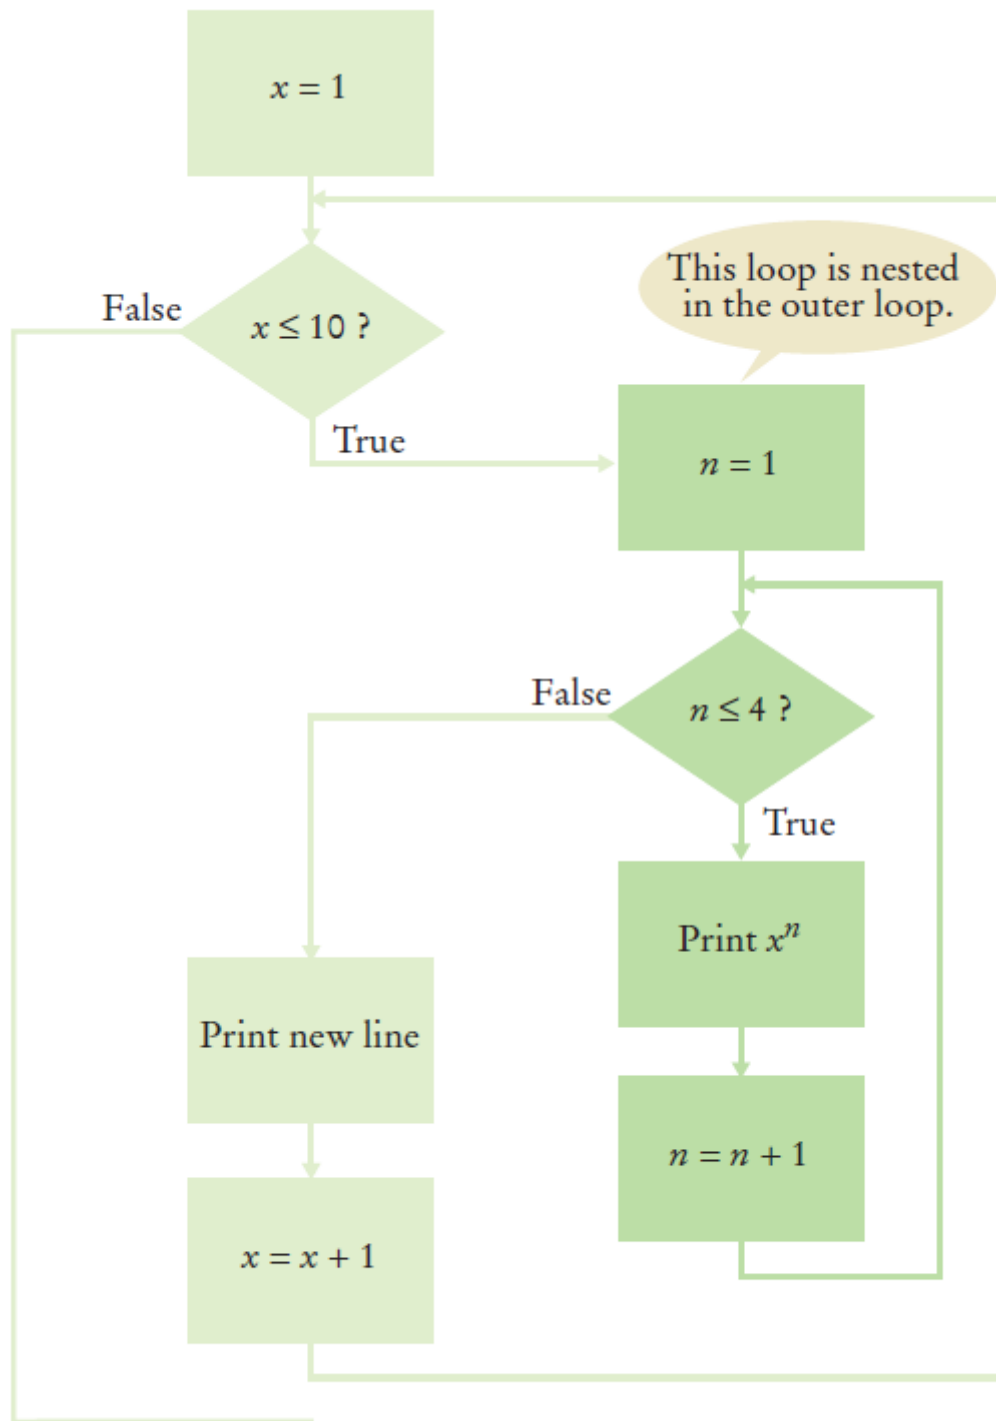 x = 1
This loop is nested
in the outer loop.
False
x ≤ 10 ?
True
n = 1
False
n ≤ 4 ?
True
Print xⁿ
Print new line
n = n + 1
x = x + 1